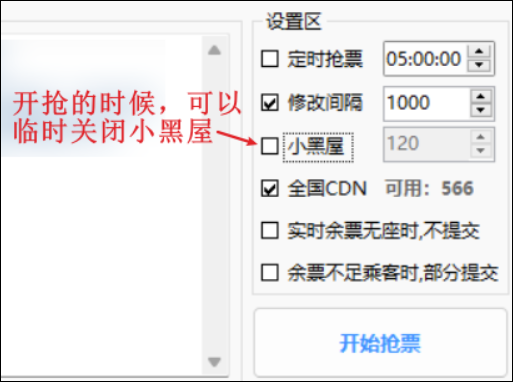 设置区
定时抢票 05:00:00
开抢的时候，可以
临时关闭小黑屋
修改间隔 1000
小黑屋 120
全国CDN 可用：566
实时余票无座时,不提交
余票不足乘客时,部分提交
开始抢票